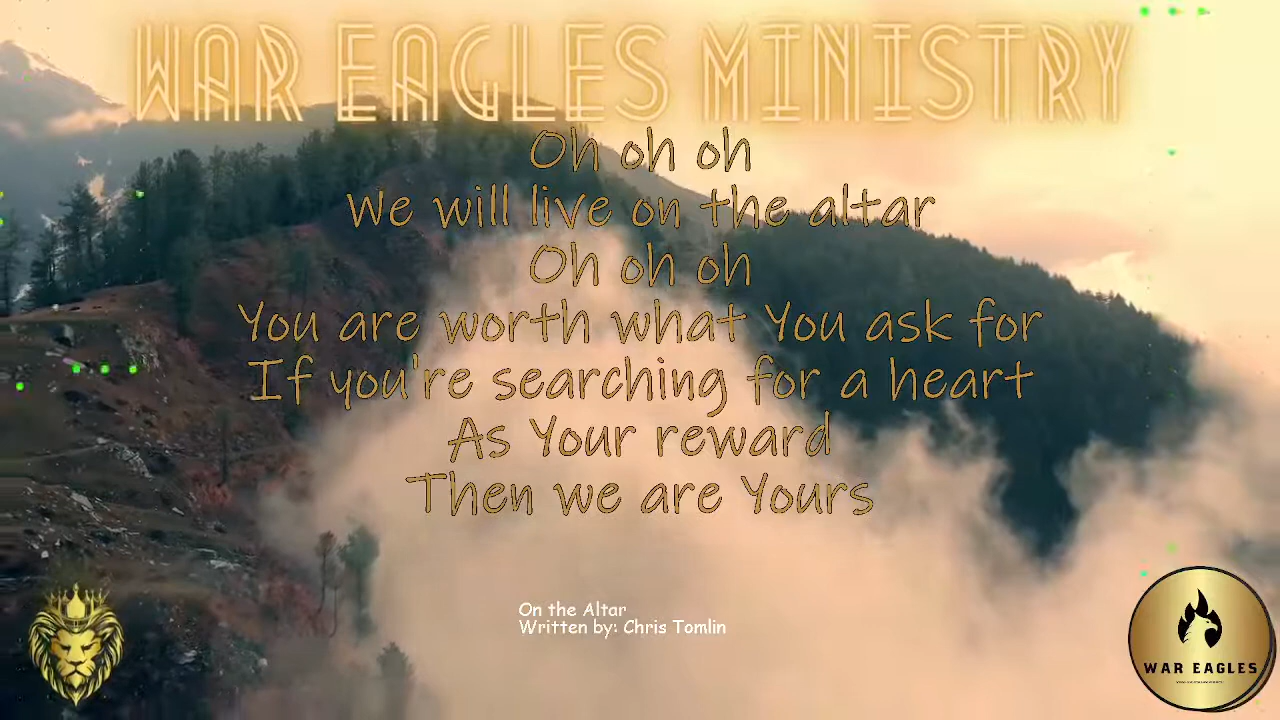 WAR EAGLES MINISTRY
Oh oh oh
We will live on the altar
Oh oh oh
You are worth what You ask for
If you're searching for a heart
As Your reward
Then we are Yours
On the Altar
Written by: Chris Tomlin
WAR EAGLES